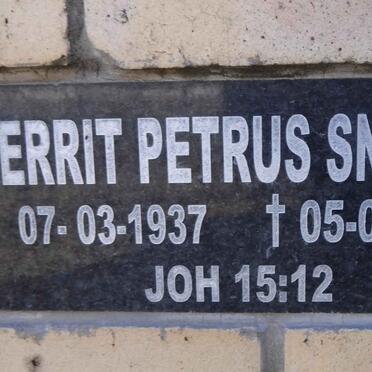 ERRIT PETRUS SN
07-03-1937 † 05-0
JOH 15:12